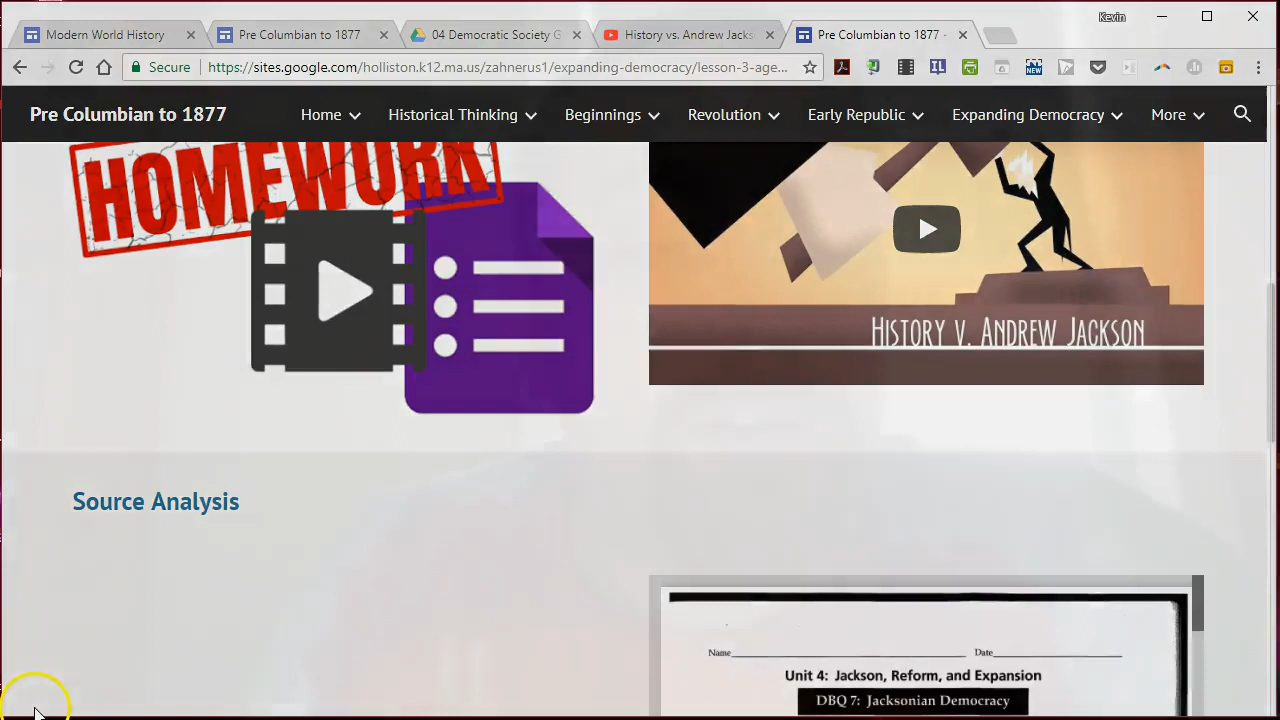 Kevin
Modern World History
Pre Columbian to 1877
04 Democratic Society G
History vs. Andrew Jacks
Pre Columbian to 1877 -
Secure
https://sites.google.com/holliston.k12.ma.us/zahnerus1/expanding-democracy/lesson-3-age...
NEW
Pre Columbian to 1877
Home
Historical Thinking
Beginnings
Revolution
Early Republic
Expanding Democracy
More
HOMEWORK
HISTORY V. ANDREW JACKSON
Source Analysis
Name
Date
Unit 4: Jackson, Reform, and Expansion
DBQ 7: Jacksonian Democracy